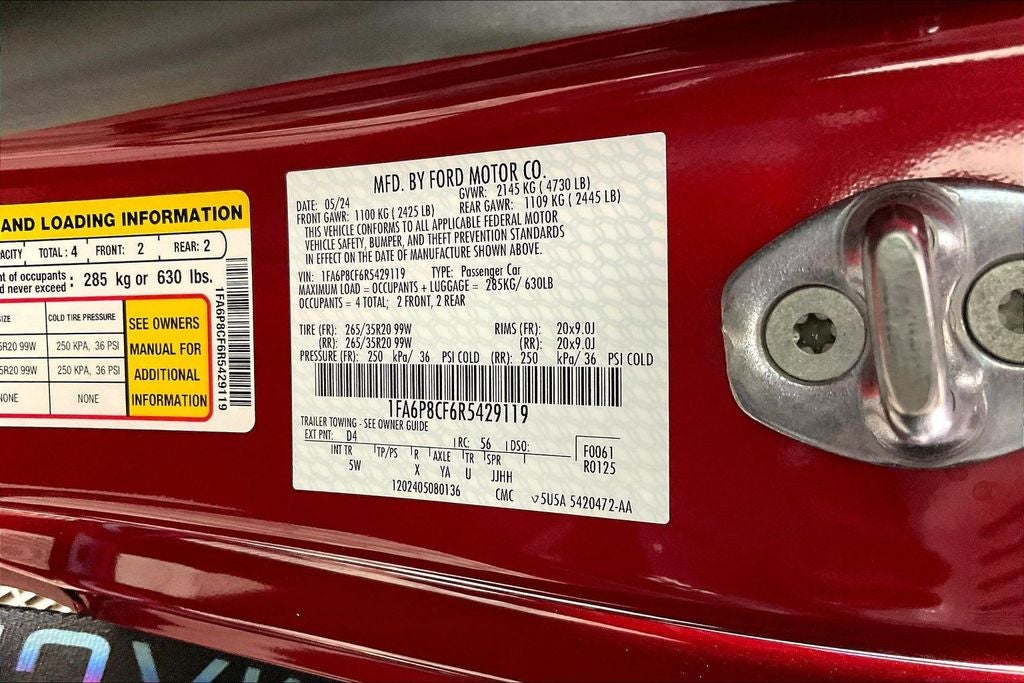 AND LOADING INFORMATION
TOTAL: 4 FRONT: 2 REAR: 2
of occupants
never exceed : 285 kg or 630 lbs.
COLD TIRE PRESSURE
5R20 99W 250 KPA, 36 PSI
5R20 99W 250 KPA, 36 PSI
NONE NONE
SEE OWNERS
MANUAL FOR
ADDITIONAL
INFORMATION
1FA6P8CF6R5429119
MFD. BY FORD MOTOR CO.
DATE: 05/24 GVWR: 2145 KG ( 4730 LB)
FRONT GAWR: 1100 KG ( 2425 LB) REAR GAWR: 1109 KG ( 2445 LB)
THIS VEHICLE CONFORMS TO ALL APPLICABLE FEDERAL MOTOR
VEHICLE SAFETY, BUMPER, AND THEFT PREVENTION STANDARDS
IN EFFECT ON THE DATE OF MANUFACTURE SHOWN ABOVE.
VIN: 1FA6P8CF6R5429119 TYPE: Passenger Car
MAXIMUM LOAD = OCCUPANTS + LUGGAGE = 285KG/ 630LB
OCCUPANTS = 4 TOTAL; 2 FRONT, 2 REAR
TIRE (FR): 265/35R20 99W RIMS (FR): 20x9.0J
(RR): 265/35R20 99W (RR): 20x9.0J
PRESSURE (FR): 250 kPa/ 36 PSI COLD (RR): 250 kPa/ 36 PSI COLD
1FA6P8CF6R5429119
TRAILER TOWING - SEE OWNER GUIDE
EXT PNT: D4 RC: 56 DSO:
INT TR TP/PS R AXLE TR SPR
5W X YA U JJHH
F0061
R0125
1202405080136 CMC 5U5A 5420472-AA